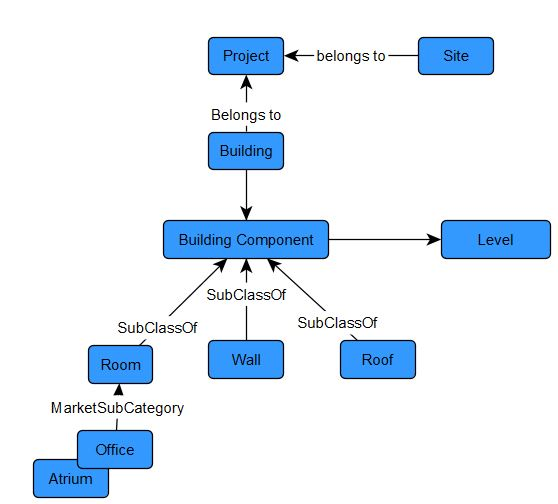 Project
belongs to
Site
Belongs to
Building
Building Component
Level
SubClassOf
SubClassOf
SubClassOf
Room
Wall
Roof
MarketSubCategory
Office
Atrium